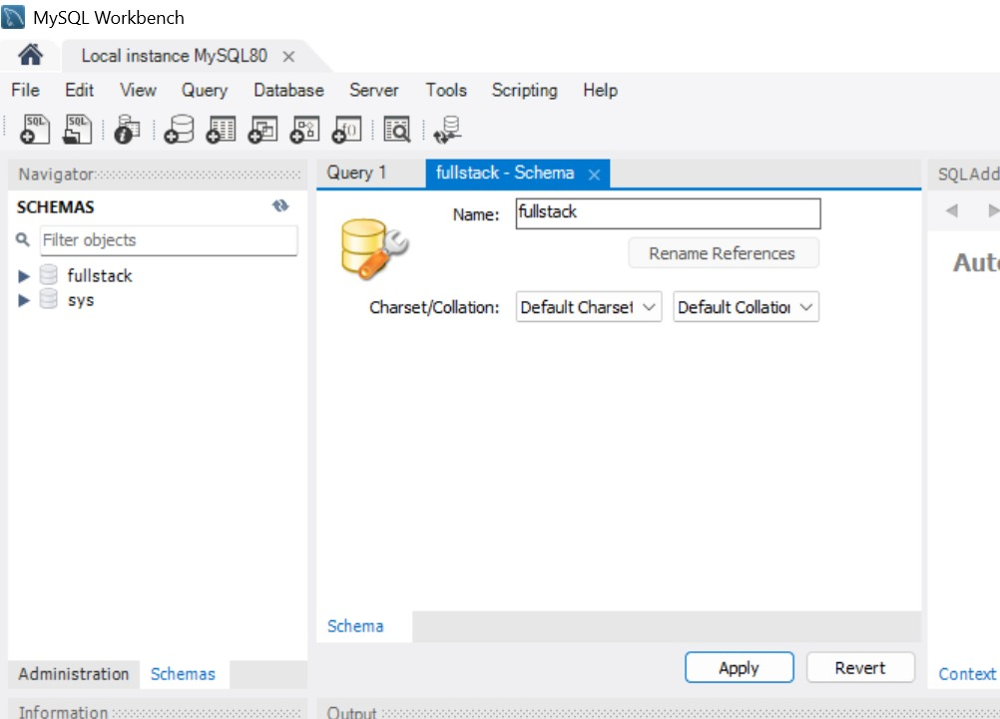 MySQL Workbench
Local instance MySQL80
File Edit View Query Database Server Tools Scripting Help
SQL SQL
Navigator
SCHEMAS
Filter objects
fullstack
sys
Administration Schemas
Information
Query 1 fullstack - Schema
Name: fullstack
Rename References
Charset/Collation: Default Charset Default Collation
Schema
Apply Revert
Output
SQLAdd
Auto
Context